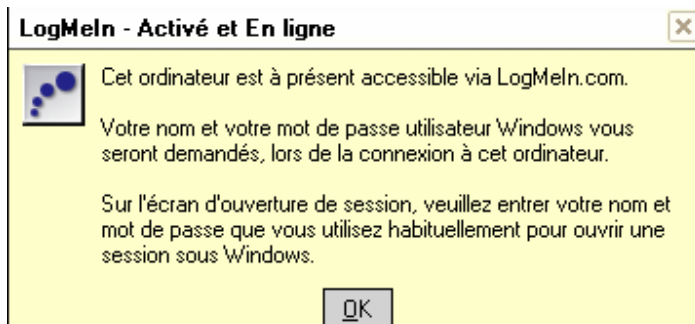 LogMeIn - Activé et En ligne
Cet ordinateur est à présent accessible via LogMeIn.com.
Votre nom et votre mot de passe utilisateur Windows vous
seront demandés, lors de la connexion à cet ordinateur.
Sur l'écran d'ouverture de session, veuillez entrer votre nom et
mot de passe que vous utilisez habituellement pour ouvrir une
session sous Windows.
OK